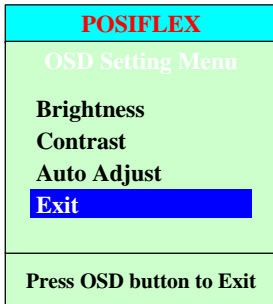 POSIFLEX
OSD Setting Menu
Brightness
Contrast
Auto Adjust
Exit
Press OSD button to Exit